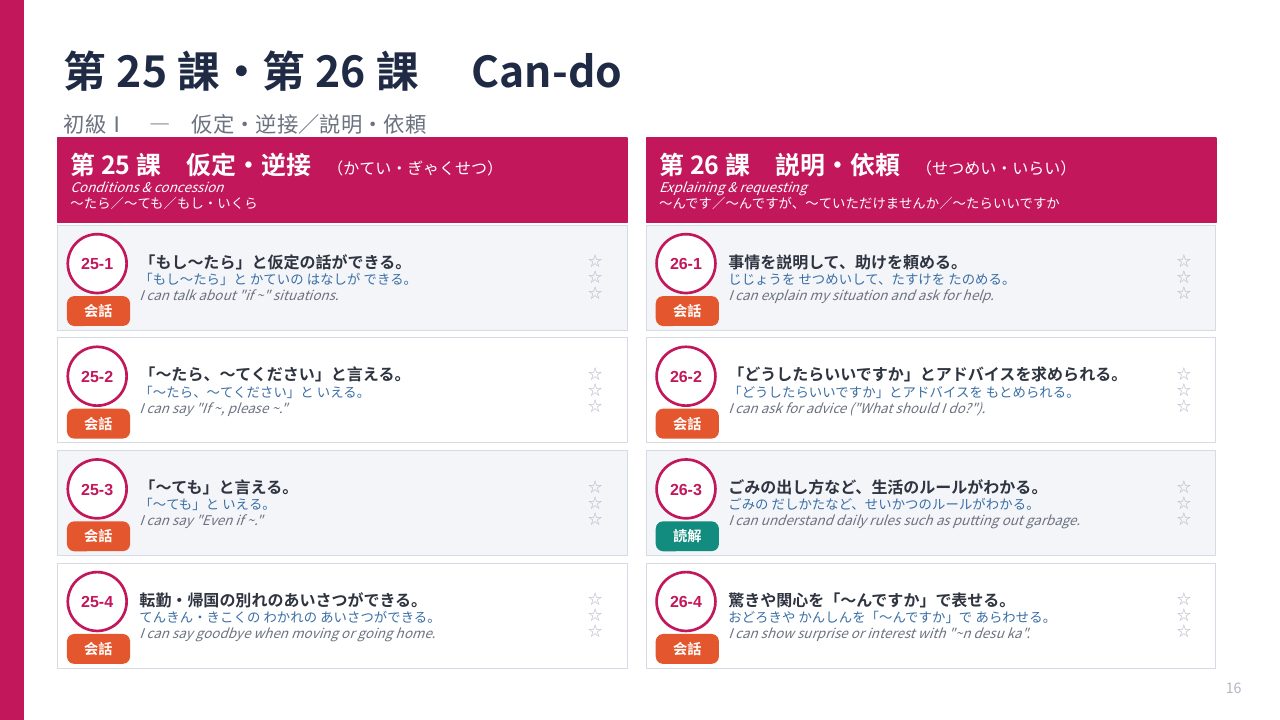 第 25 課・第 26 課　Can-do
初級 I　―　仮定・逆接／説明・依頼
第 25 課　仮定・逆接　（かてい・ぎゃくせつ）
Conditions & concession
～たら／～ても／もし・いくら
25-1
会話
「もし～たら」と仮定の話ができる。
「もし～たら」と かていの はなしが できる。
I can talk about "if ~" situations.
☆
☆
☆
25-2
会話
「～たら、～てください」と言える。
「～たら、～てください」と いえる。
I can say "If ~, please ~."
☆
☆
☆
25-3
会話
「～ても」と言える。
「～ても」と いえる。
I can say "Even if ~."
☆
☆
☆
25-4
会話
転勤・帰国の別れのあいさつができる。
てんきん・きこくの わかれの あいさつができる。
I can say goodbye when moving or going home.
☆
☆
☆
第 26 課　説明・依頼　（せつめい・いらい）
Explaining & requesting
～んです／～んですが、～ていただけませんか／～たらいいですか
26-1
会話
事情を説明して、助けを頼める。
じじょうを せつめいして、たすけを たのめる。
I can explain my situation and ask for help.
☆
☆
☆
26-2
会話
「どうしたらいいですか」とアドバイスを求められる。
「どうしたらいいですか」とアドバイスを もとめられる。
I can ask for advice ("What should I do?").
☆
☆
☆
26-3
読解
ごみの出し方など、生活のルールがわかる。
ごみの だしかたなど、せいかつのルールがわかる。
I can understand daily rules such as putting out garbage.
☆
☆
☆
26-4
会話
驚きや関心を「～んですか」で表せる。
おどろきや かんしんを「～んですか」で あらわせる。
I can show surprise or interest with "~n desu ka".
☆
☆
☆
16